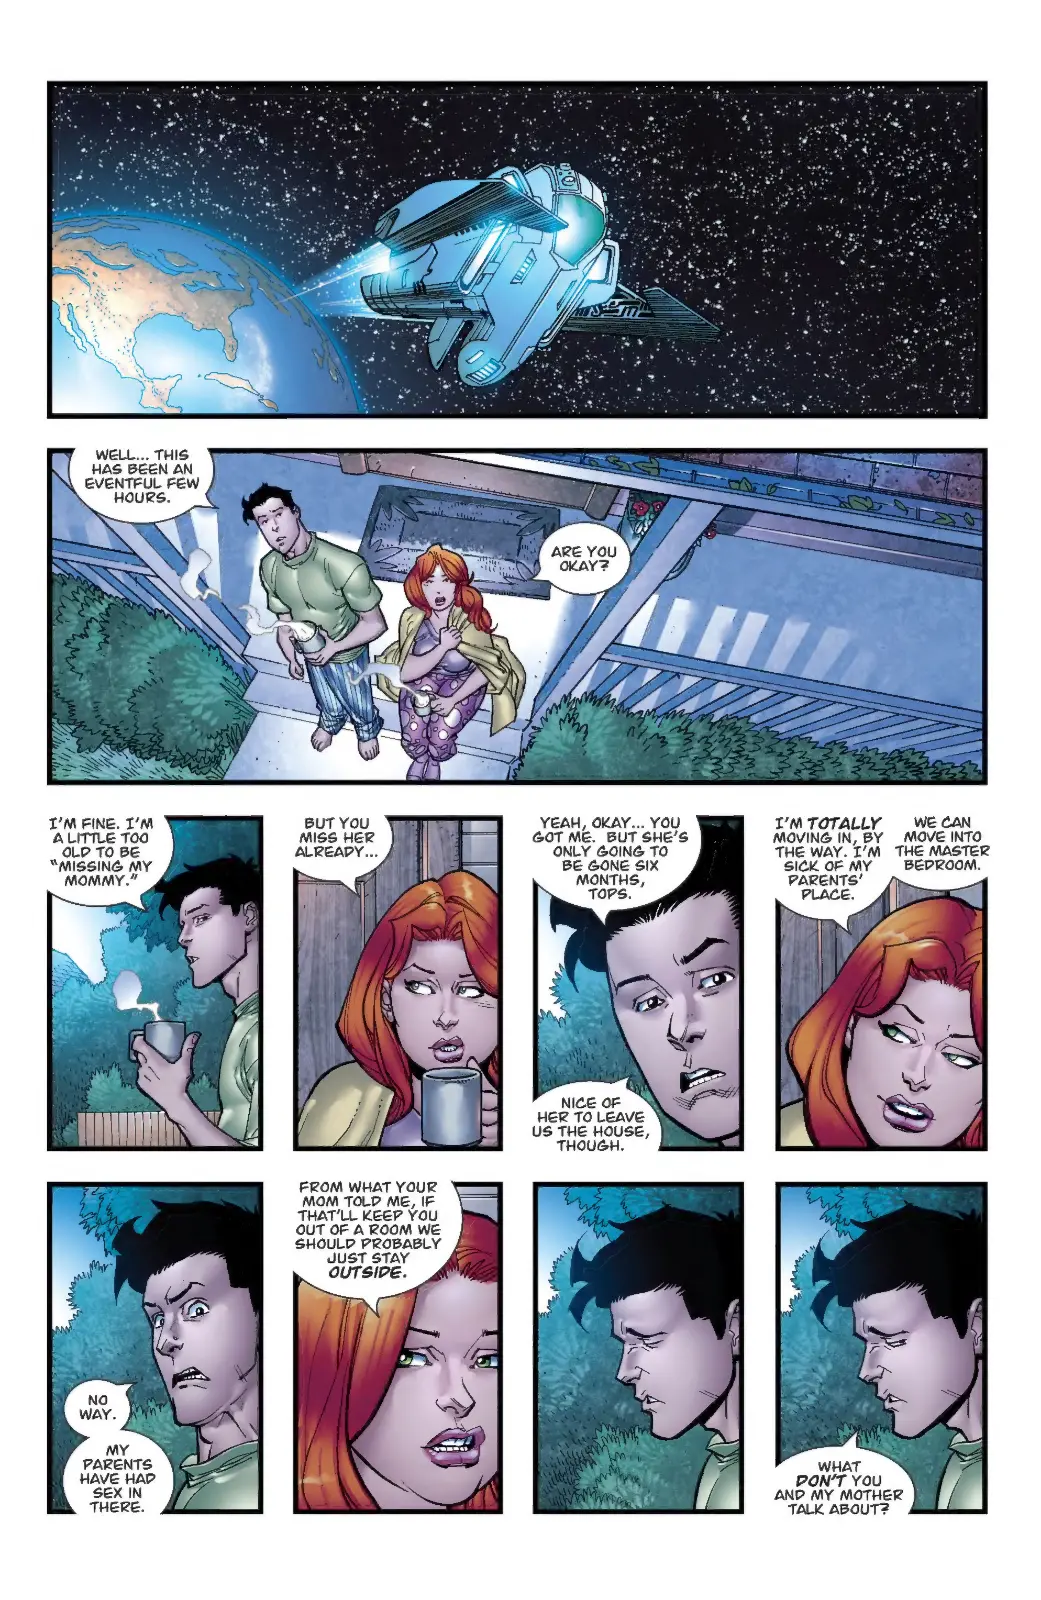 WELL... THIS
HAS BEEN AN
EVENTFUL FEW
HOURS.
ARE YOU
OKAY?
I'M FINE. I'M
A LITTLE TOO
OLD TO BE
"MISSING MY
MOMMY."
BUT YOU
MISS HER
ALREADY...
YEAH, OKAY... YOU
GOT ME. BUT SHE'S
ONLY GOING TO
BE GONE SIX
MONTHS,
TOPS.
NICE OF
HER TO LEAVE
US THE HOUSE,
THOUGH.
I'M TOTALLY
MOVING IN, BY
THE WAY. I'M
SICK OF MY
PARENTS'
PLACE.
WE CAN
MOVE INTO
THE MASTER
BEDROOM.
NO
WAY.
MY
PARENTS
HAVE HAD
SEX IN
THERE.
FROM WHAT YOUR
MOM TOLD ME, IF
THAT'LL KEEP YOU
OUT OF A ROOM WE
SHOULD PROBABLY
JUST STAY
OUTSIDE.
WHAT
DON'T YOU
AND MY MOTHER
TALK ABOUT?